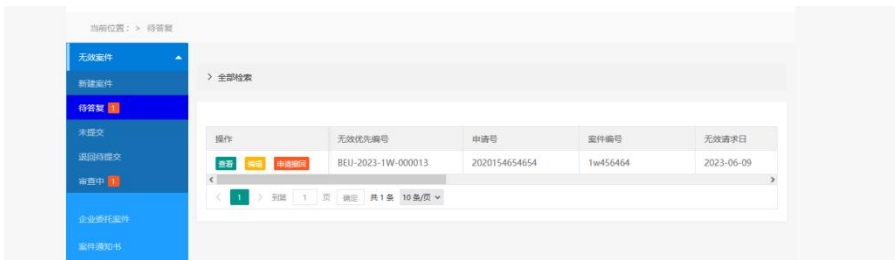 当前位置：> 待答复
无效案件
新建案件
待答复 1
未提交
退回待提交
审查中 1
企业委托案件
案件通知书
> 全部检索
操作 无效优先编号 申请号 案件编号 无效请求日
查看 编辑 申请撤回 BEIJ-2023-1W-000013 2020154654654 1w456464 2023-06-09
< 1 > 到第 1 页 确定 共 1 条 10 条/页